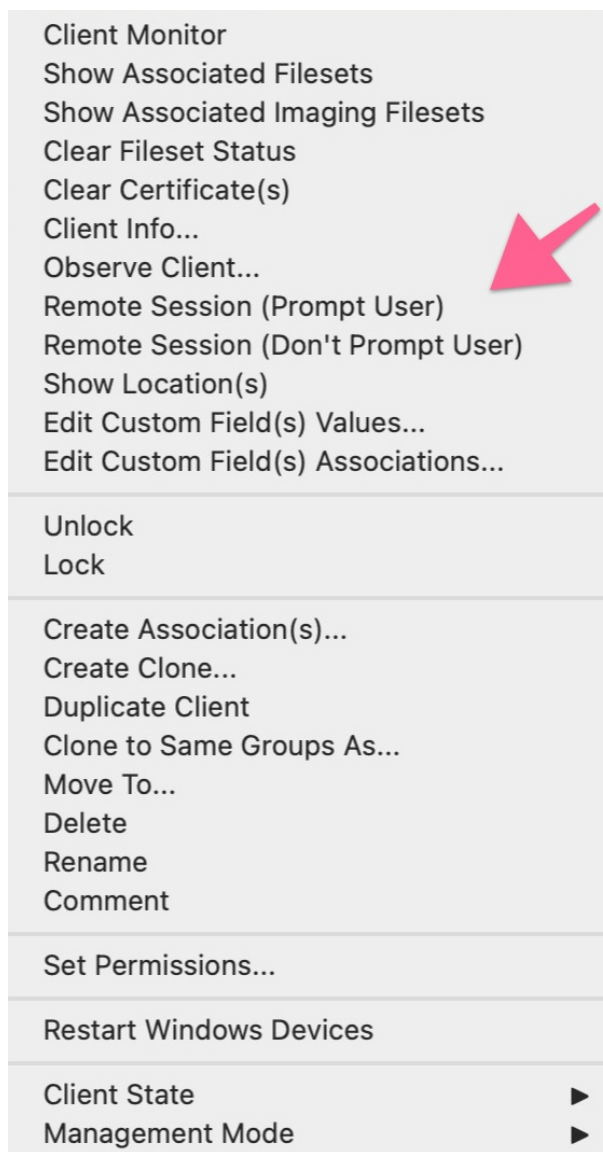 Client Monitor
Show Associated Filesets
Show Associated Imaging Filesets
Clear Fileset Status
Clear Certificate(s)
Client Info...
Observe Client...
Remote Session (Prompt User)
Remote Session (Don't Prompt User)
Show Location(s)
Edit Custom Field(s) Values...
Edit Custom Field(s) Associations...
Unlock
Lock
Create Association(s)...
Create Clone...
Duplicate Client
Clone to Same Groups As...
Move To...
Delete
Rename
Comment
Set Permissions...
Restart Windows Devices
Client State
Management Mode